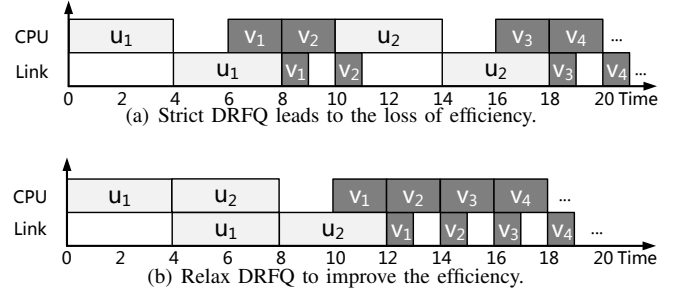 CPU u₁ v₁ v₂ u₂ v₃ v₄ ...
Link u₁ v₁ v₂ u₂ v₃ v₄ ...
0 2 4 6 8 10 12 14 16 18 20 Time
(a) Strict DRFQ leads to the loss of efficiency.
CPU u₁ u₂ v₁ v₂ v₃ v₄ ...
Link u₁ u₂ v₁ v₂ v₃ v₄ ...
0 2 4 6 8 10 12 14 16 18 20 Time
(b) Relax DRFQ to improve the efficiency.